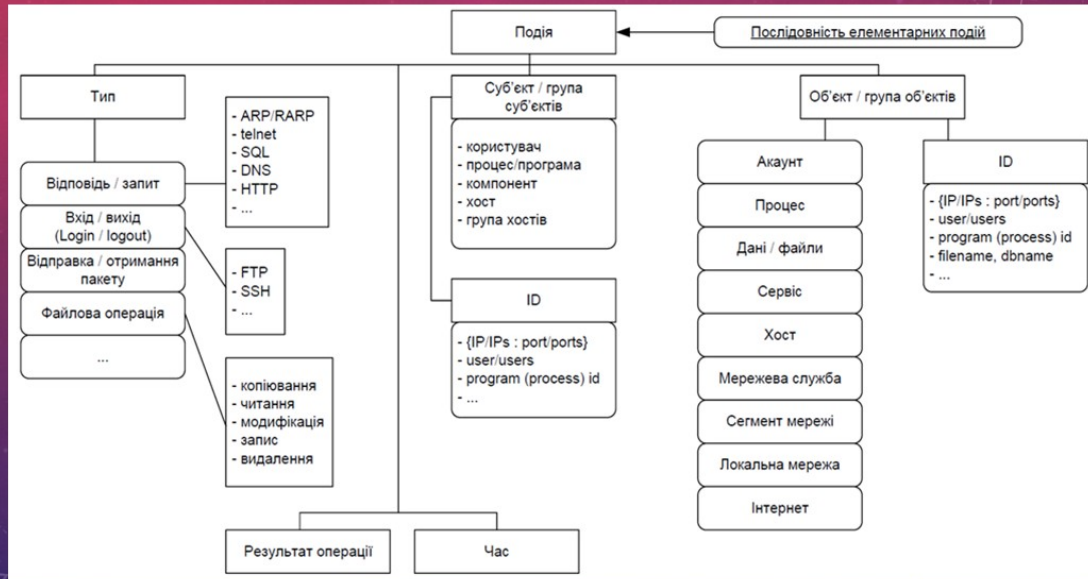 Подія
Послідовність елементарних подій
Тип
Суб'єкт / група
суб'єктів
Об'єкт / група об'єктів
- ARP/RARP
- telnet
- SQL
- DNS
- HTTP
- ...
- користувач
- процес/програма
- компонент
- хост
- група хостів
Відповідь / запит
Вхід / вихід
(Login / logout)
Відправка / отримання
пакету
Файлова операція
...
- FTP
- SSH
- ...
- копіювання
- читання
- модифікація
- запис
- видалення
ID
- {IP/IPs : port/ports}
- user/users
- program (process) id
- ...
Акаунт
Процес
Дані / файли
Сервіс
Хост
Мережева служба
Сегмент мережі
Локальна мережа
Інтернет
ID
- {IP/IPs : port/ports}
- user/users
- program (process) id
- filename, dbname
- ...
Результат операції
Час